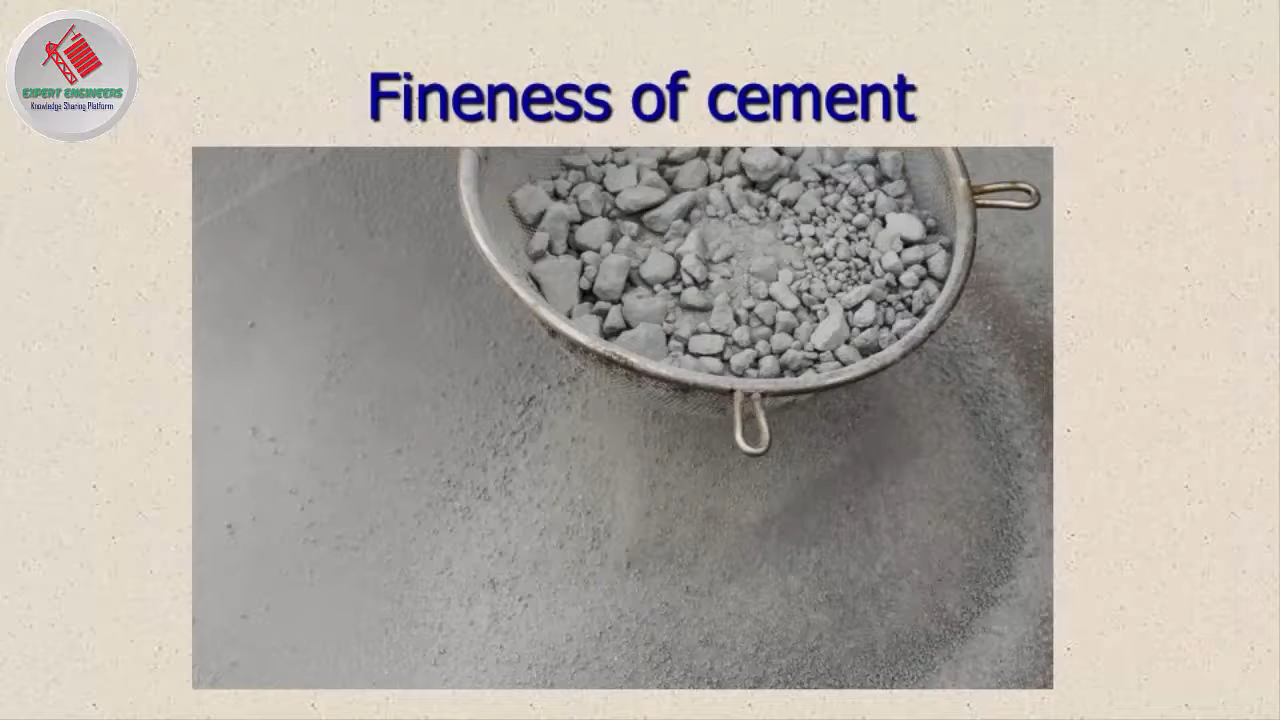 EXPERT ENGINEERS
Knowledge Sharing Platform
Fineness of cement